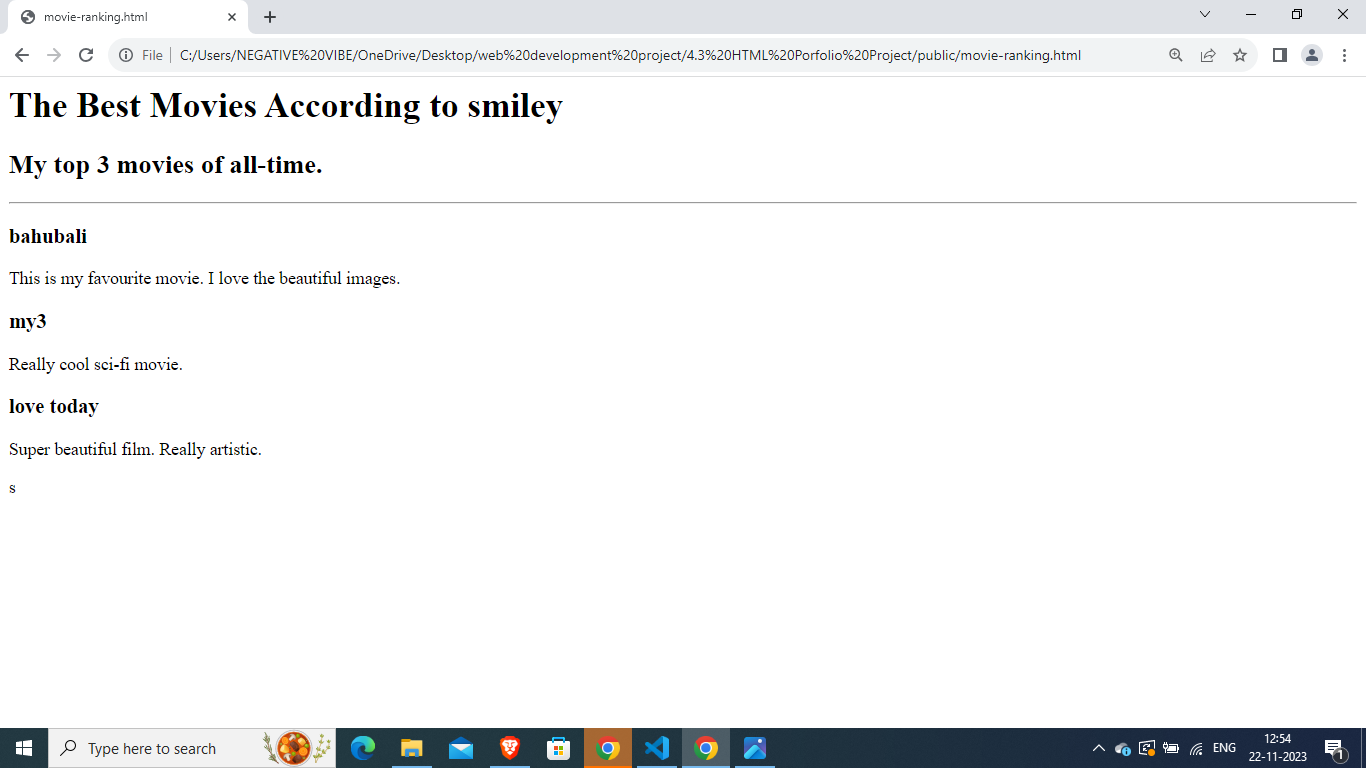 movie-ranking.html
File C:/Users/NEGATIVE%20VIBE/OneDrive/Desktop/web%20development%20project/4.3%20HTML%20Porfolio%20Project/public/movie-ranking.html
The Best Movies According to smiley
My top 3 movies of all-time.
bahubali
This is my favourite movie. I love the beautiful images.
my3
Really cool sci-fi movie.
love today
Super beautiful film. Really artistic.
s
Type here to search
ENG
12:54
22-11-2023
1